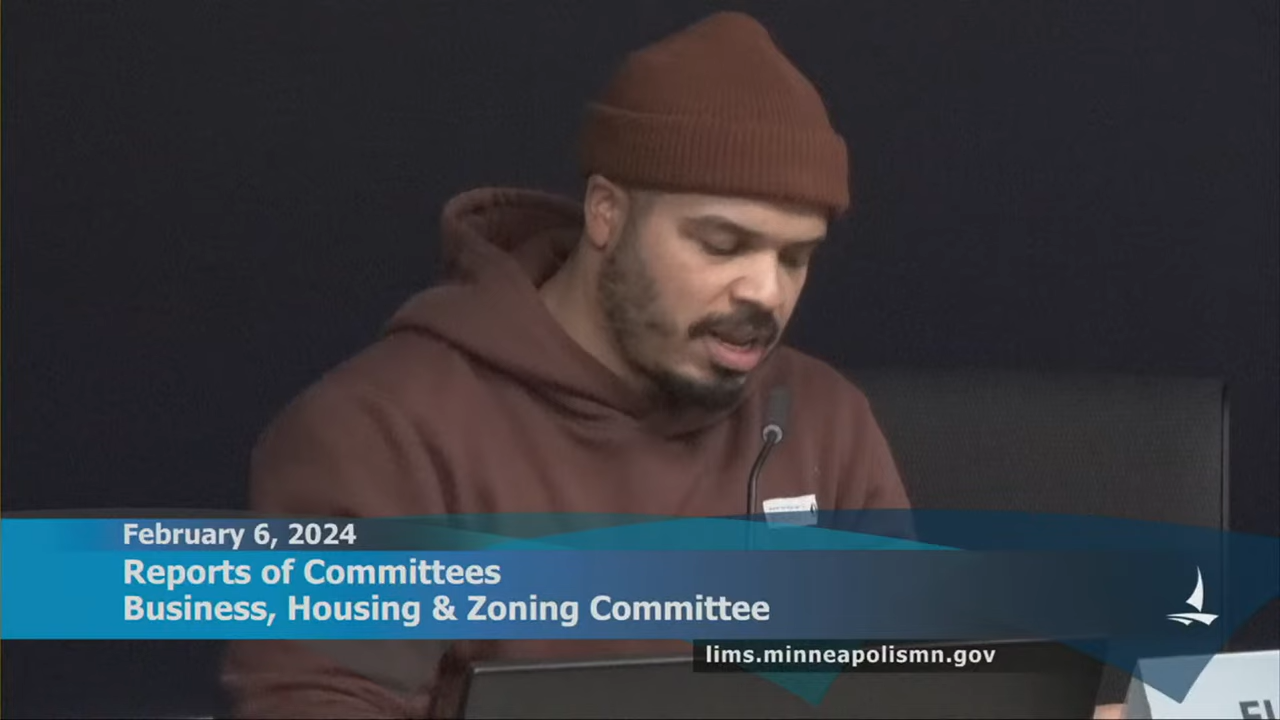 February 6, 2024
Reports of Committees
Business, Housing & Zoning Committee
lims.minneapolismn.gov